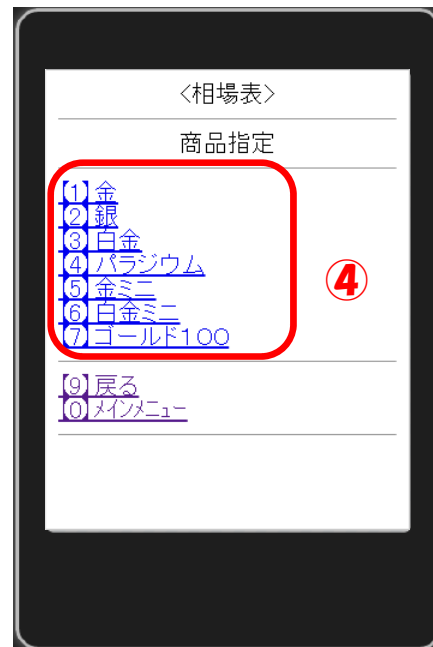 〈相場表〉
商品指定
【1】金
【2】銀
【3】白金
【4】パラジウム
【5】金ミニ
【6】白金ミニ
【7】ゴールド100
④
【9】戻る
【0】ﾒｲﾝﾒﾆｭｰ